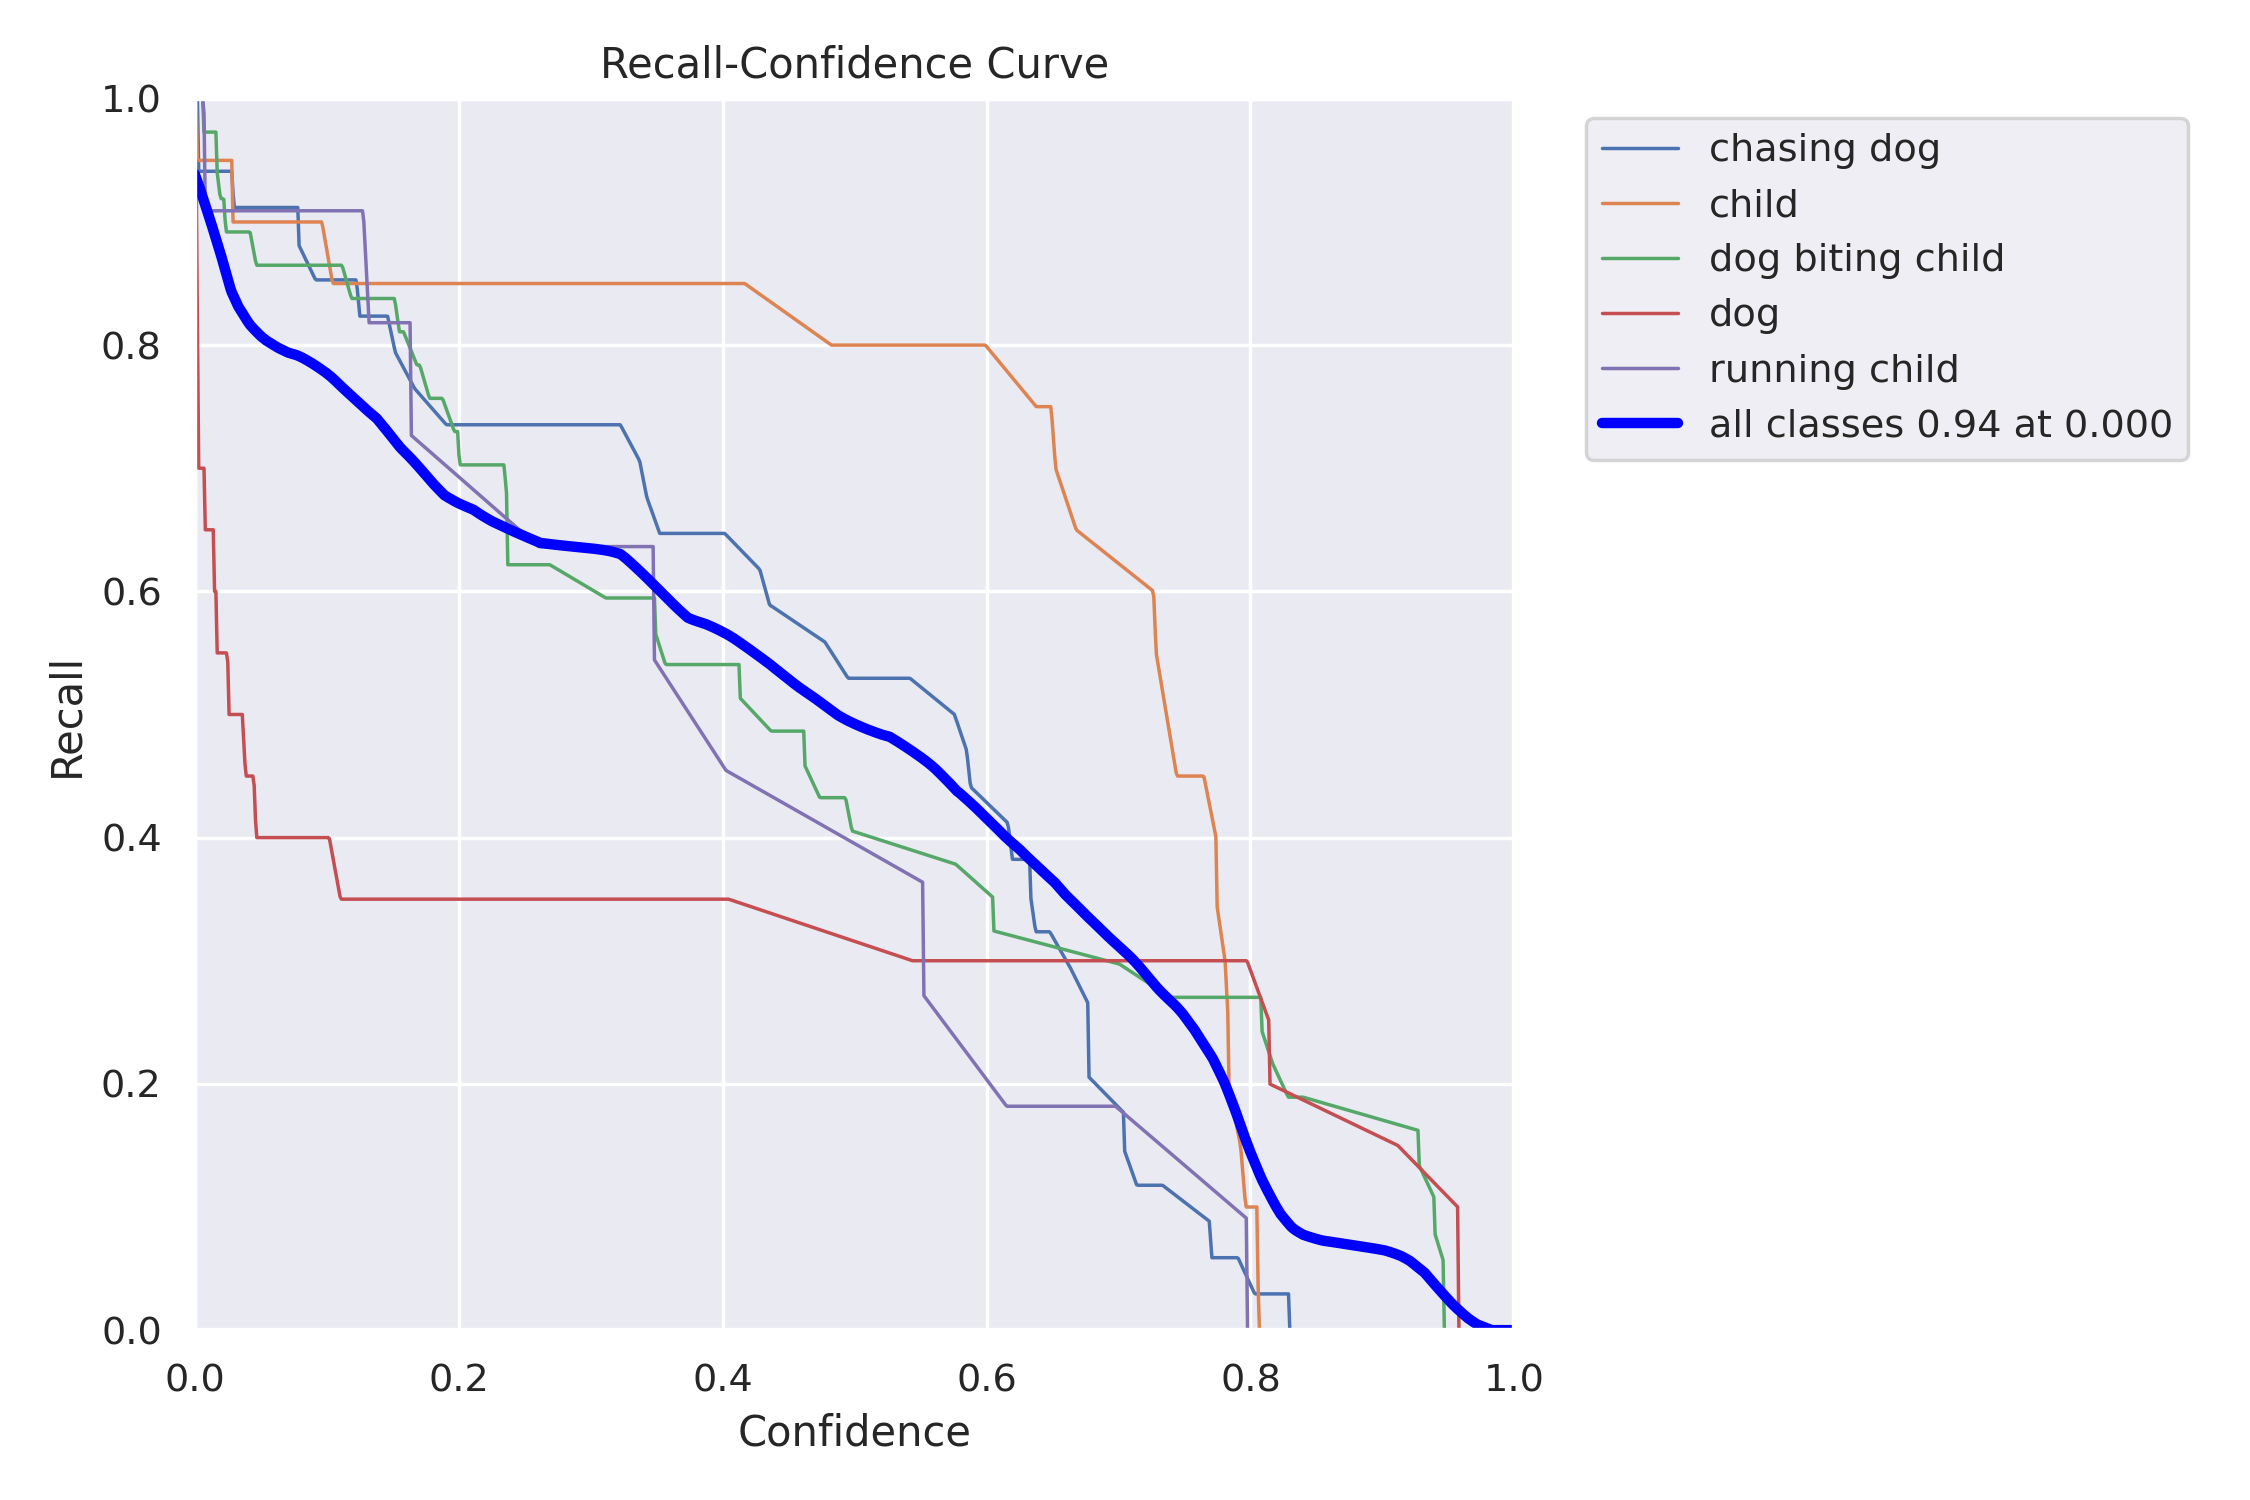 Recall-Confidence Curve
1.0
0.8
0.6
0.4
0.2
0.0
Recall
0.0 0.2 0.4 0.6 0.8 1.0
Confidence
chasing dog
child
dog biting child
dog
running child
all classes 0.94 at 0.000